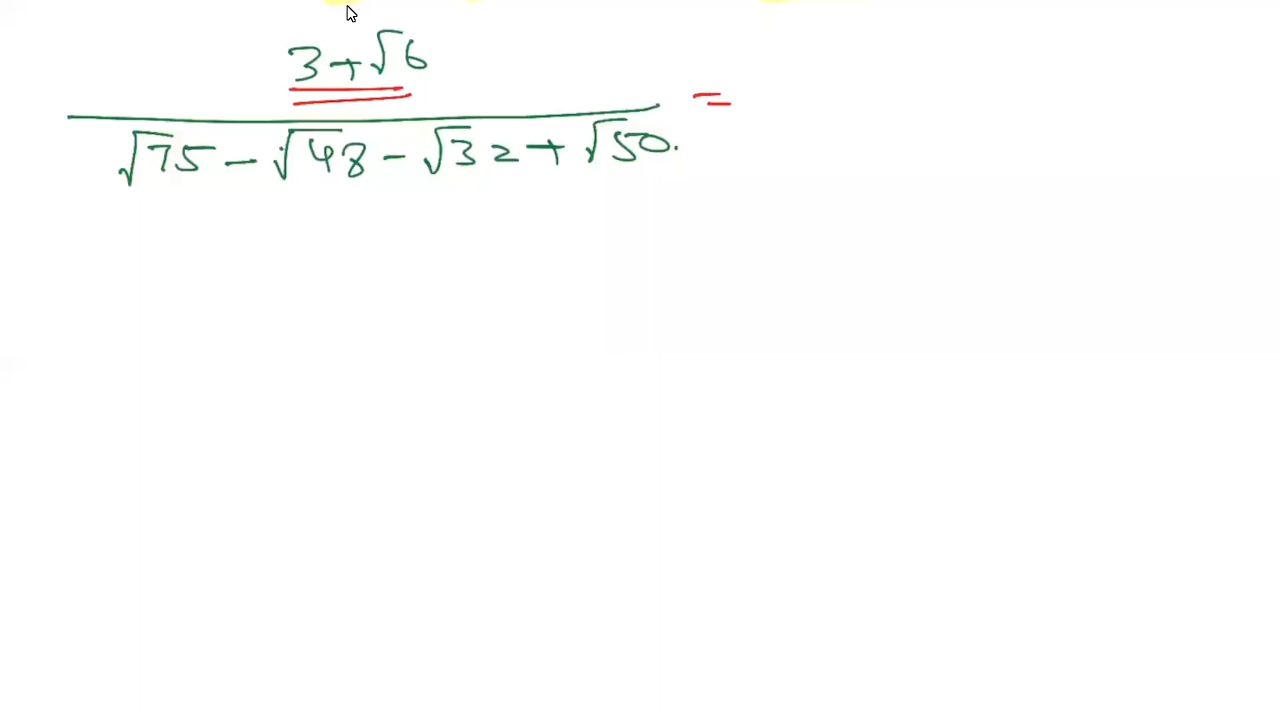 3+√6 =
√75 - √48 - √32 + √50.